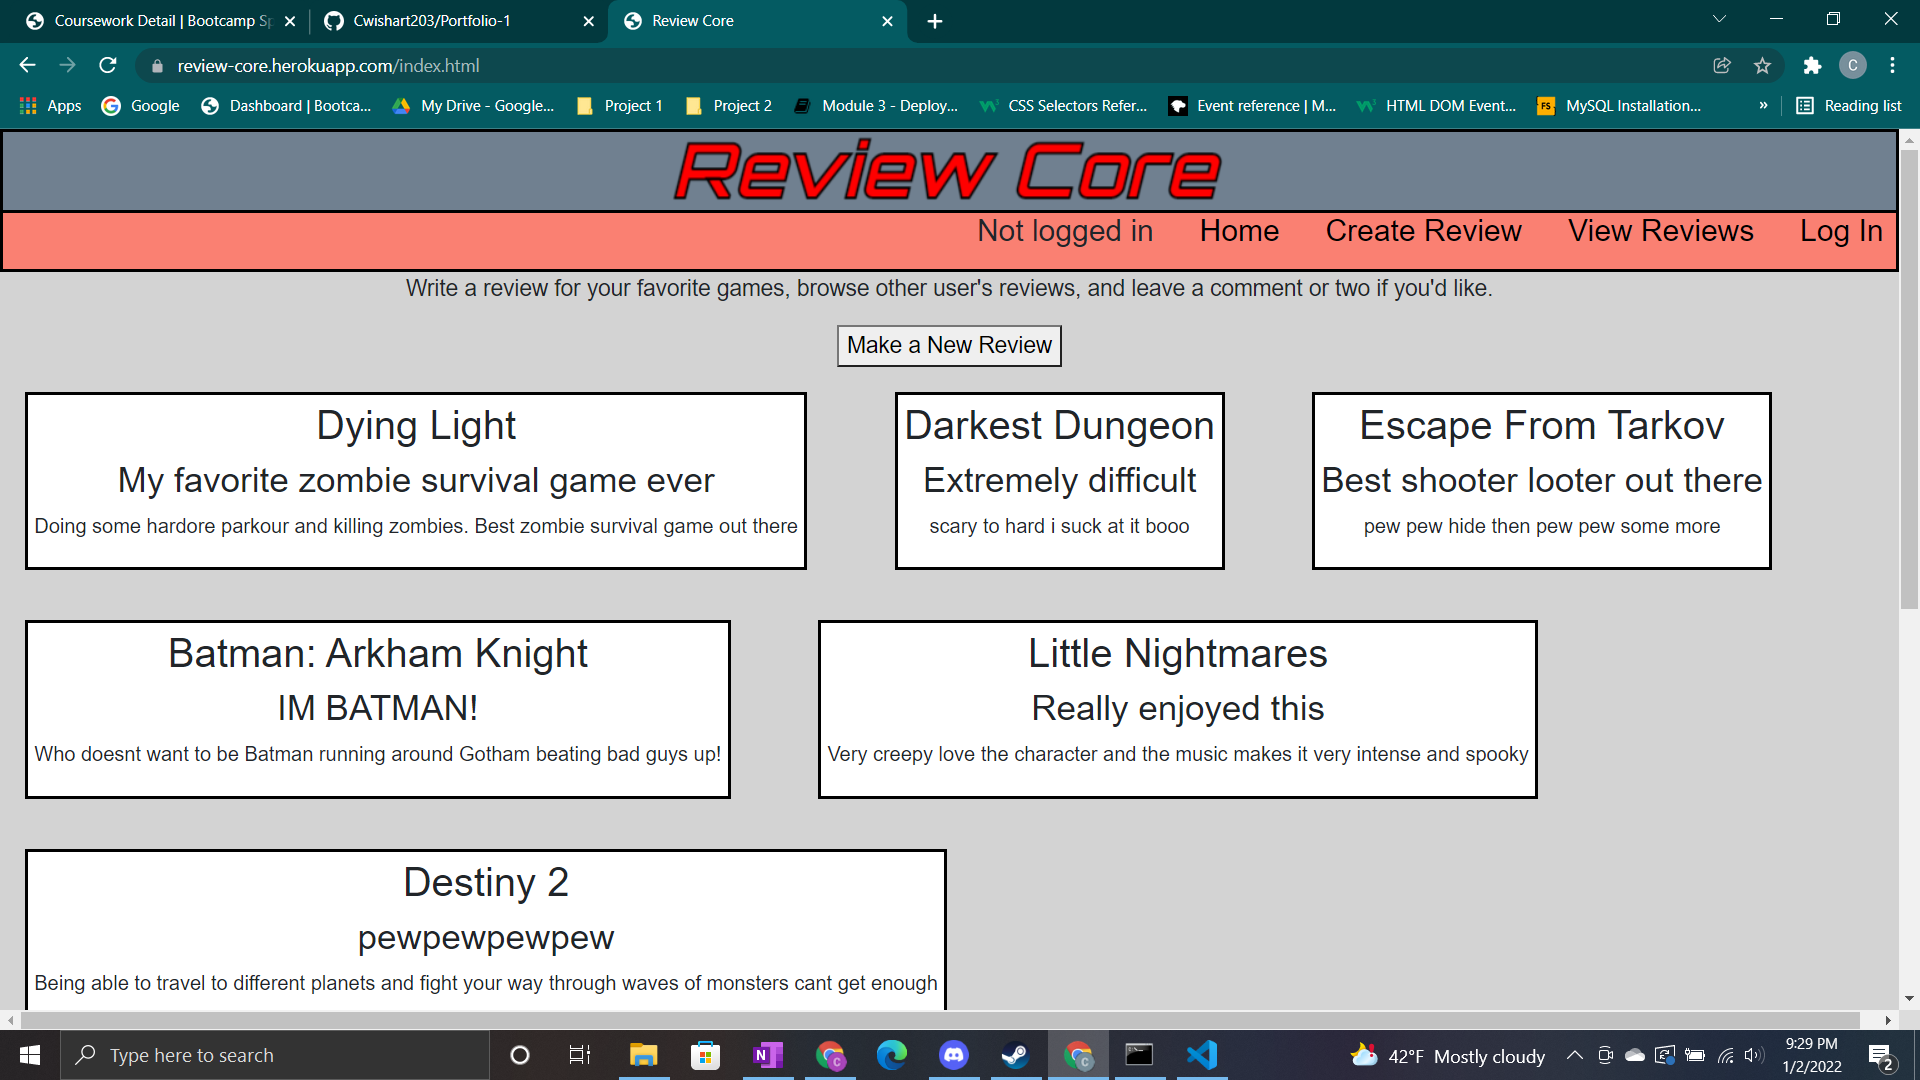 Coursework Detail | Bootcamp Sp
Cwishart203/Portfolio-1
Review Core
review-core.herokuapp.com/index.html
C
Apps
Google
Dashboard | Bootca...
My Drive - Google...
Project 1
Project 2
Module 3 - Deploy...
CSS Selectors Refer...
Event reference | M...
HTML DOM Event...
FS
MySQL Installation...
»
Reading list
Review Core
Not logged in Home Create Review View Reviews Log In
Write a review for your favorite games, browse other user's reviews, and leave a comment or two if you'd like.
Make a New Review
Dying Light
My favorite zombie survival game ever
Doing some hardore parkour and killing zombies. Best zombie survival game out there
Darkest Dungeon
Extremely difficult
scary to hard i suck at it booo
Escape From Tarkov
Best shooter looter out there
pew pew hide then pew pew some more
Batman: Arkham Knight
IM BATMAN!
Who doesnt want to be Batman running around Gotham beating bad guys up!
Little Nightmares
Really enjoyed this
Very creepy love the character and the music makes it very intense and spooky
Destiny 2
pewpewpewpew
Being able to travel to different planets and fight your way through waves of monsters cant get enough
Type here to search
N
C
42°F Mostly cloudy
9:29 PM
1/2/2022
2